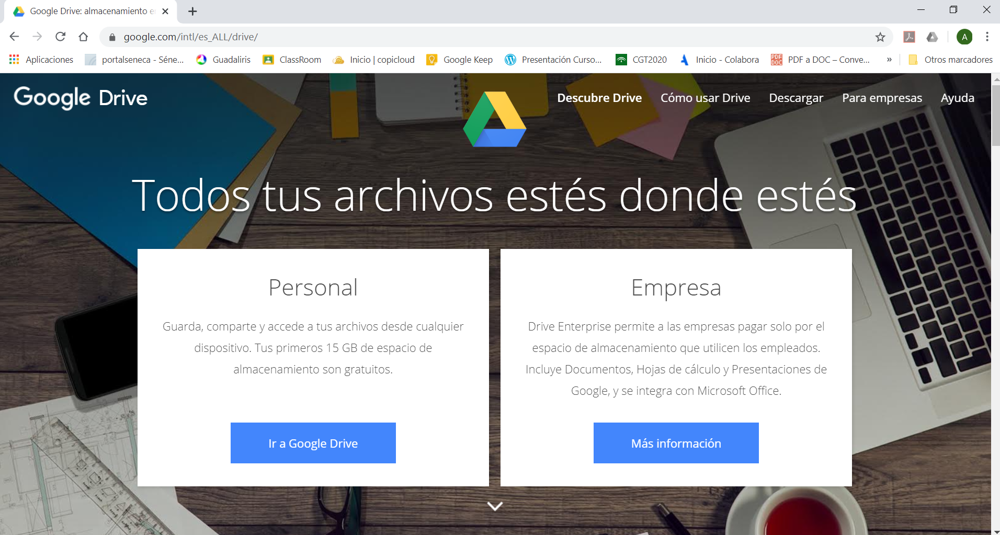 Google Drive: almacenamiento e
google.com/intl/es_ALL/drive/
A
Aplicaciones portalseneca - Séne... Guadaliris ClassRoom Inicio | copicloud Google Keep Presentación Curso... CGT2020 Inicio - Colabora PDF DOC PDF a DOC – Conve... » Otros marcadores
Google Drive Descubre Drive Cómo usar Drive Descargar Para empresas Ayuda
Todos tus archivos estés donde estés
Personal
Guarda, comparte y accede a tus archivos desde cualquier
dispositivo. Tus primeros 15 GB de espacio de
almacenamiento son gratuitos.
Ir a Google Drive
Empresa
Drive Enterprise permite a las empresas pagar solo por el
espacio de almacenamiento que utilicen los empleados.
Incluye Documentos, Hojas de cálculo y Presentaciones de
Google, y se integra con Microsoft Office.
Más información